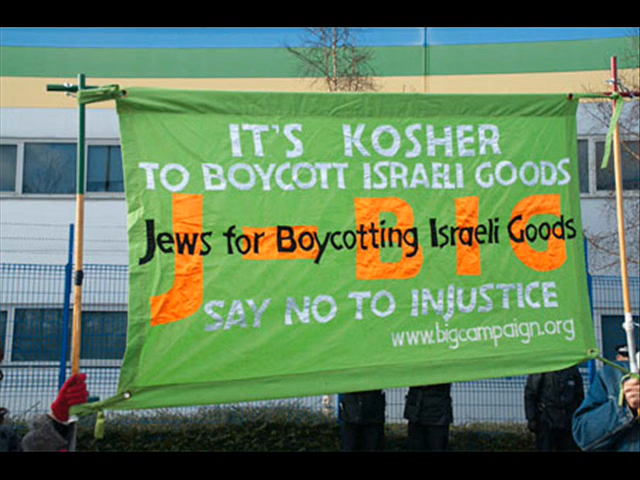 IT'S KOSHER
TO BOYCOTT ISRAELI GOODS
J-BIG
Jews for Boycotting Israeli Goods
SAY NO TO INJUSTICE
www.bigcampaign.org